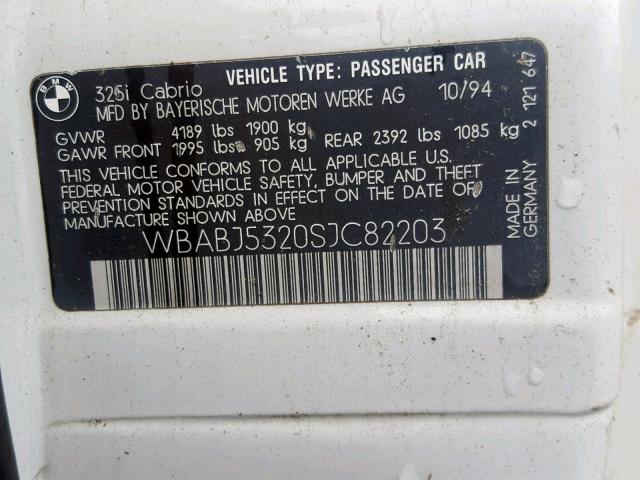 BMW
325i Cabrio VEHICLE TYPE: PASSENGER CAR
MFD BY BAYERISCHE MOTOREN WERKE AG 10/94
GVWR 4189 lbs 1900 kg
GAWR FRONT 1995 lbs 905 kg REAR 2392 lbs 1085 kg
THIS VEHICLE CONFORMS TO ALL APPLICABLE U.S.
FEDERAL MOTOR VEHICLE SAFETY, BUMPER AND THEFT
PREVENTION STANDARDS IN EFFECT ON THE DATE OF
MANUFACTURE SHOWN ABOVE
WBABJ5320SJC82203
MADE IN
GERMANY 2 121 647